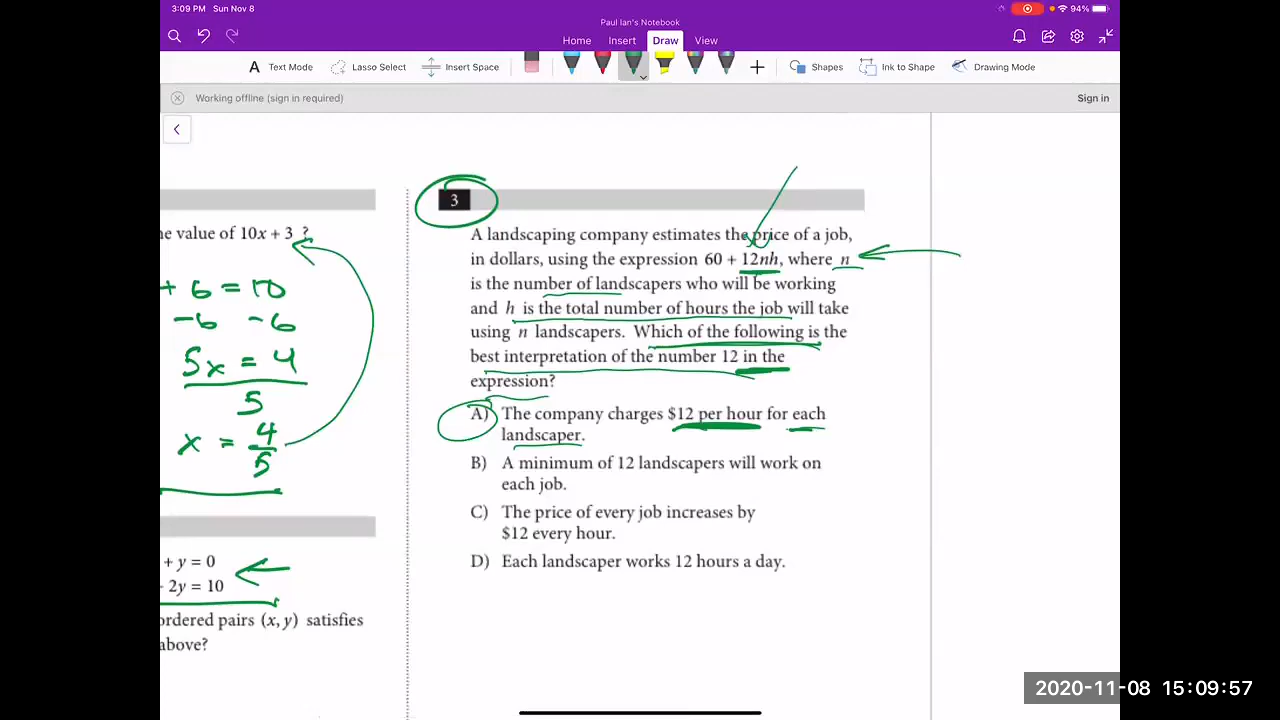 3:09 PM Sun Nov 8
94%
Paul Ian's Notebook
Home Insert Draw View
A Text Mode Lasso Select Insert Space + Shapes Ink to Shape Drawing Mode
Working offline (sign in required) Sign in
value of 10x + 3 ?
+ 6 = 10
-6 -6
5x = 4
5
x = 4/5
+ y = 0
2y = 10
ordered pairs (x, y) satisfies
above?
3
A landscaping company estimates the price of a job,
in dollars, using the expression 60 + 12nh, where n
is the number of landscapers who will be working
and h is the total number of hours the job will take
using n landscapers. Which of the following is the
best interpretation of the number 12 in the
expression?
A) The company charges $12 per hour for each
landscaper.
B) A minimum of 12 landscapers will work on
each job.
C) The price of every job increases by
$12 every hour.
D) Each landscaper works 12 hours a day.
2020-11-08 15:09:57